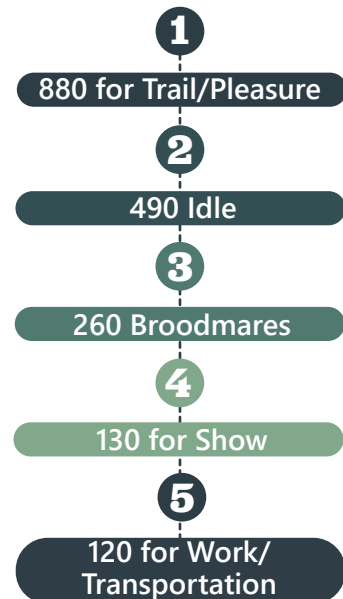 1
880 for Trail/Pleasure
2
490 Idle
3
260 Broodmares
4
130 for Show
5
120 for Work/
Transportation